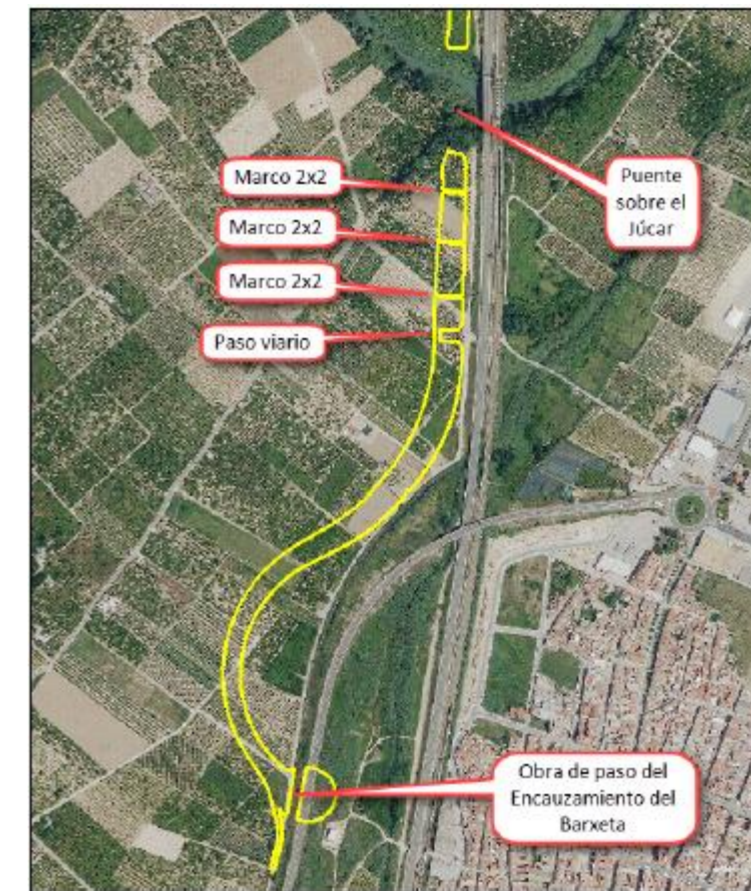 Marco 2x2
Puente
sobre el
Júcar
Marco 2x2
Marco 2x2
Paso viario
Obra de paso del
Encauzamiento del
Barxeta